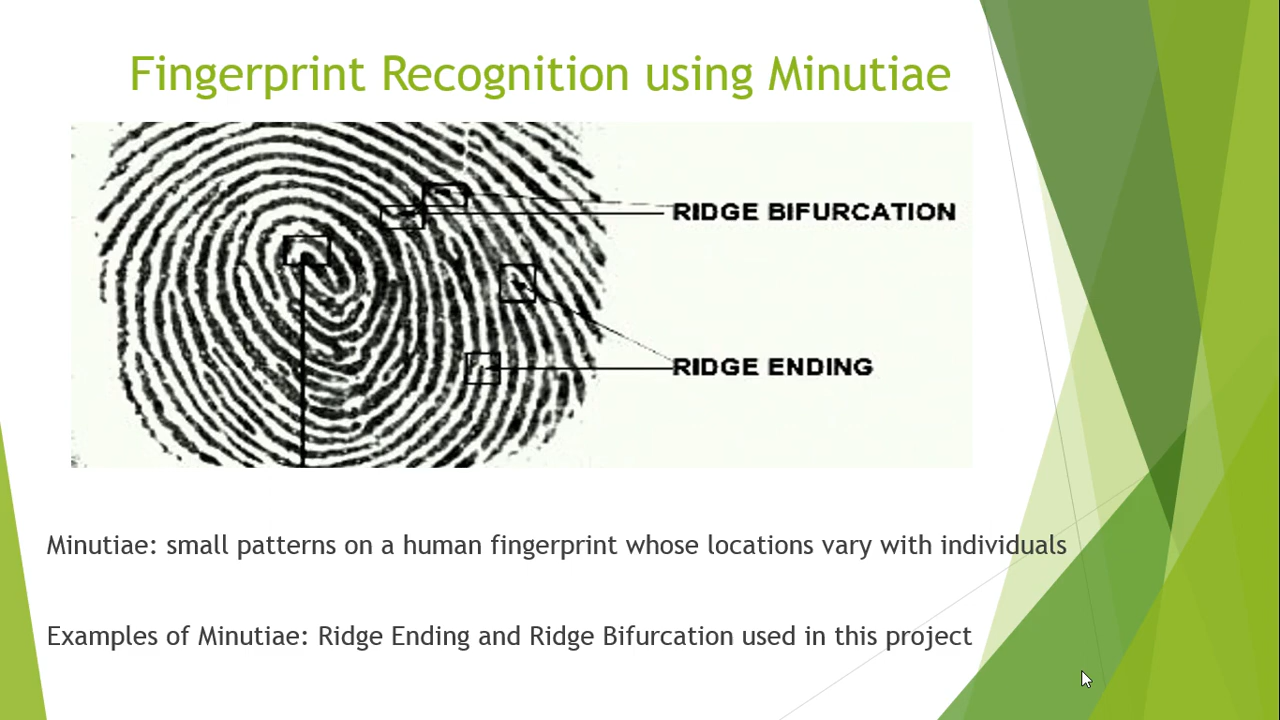 Fingerprint Recognition using Minutiae
RIDGE BIFURCATION
RIDGE ENDING
Minutiae: small patterns on a human fingerprint whose locations vary with individuals
Examples of Minutiae: Ridge Ending and Ridge Bifurcation used in this project